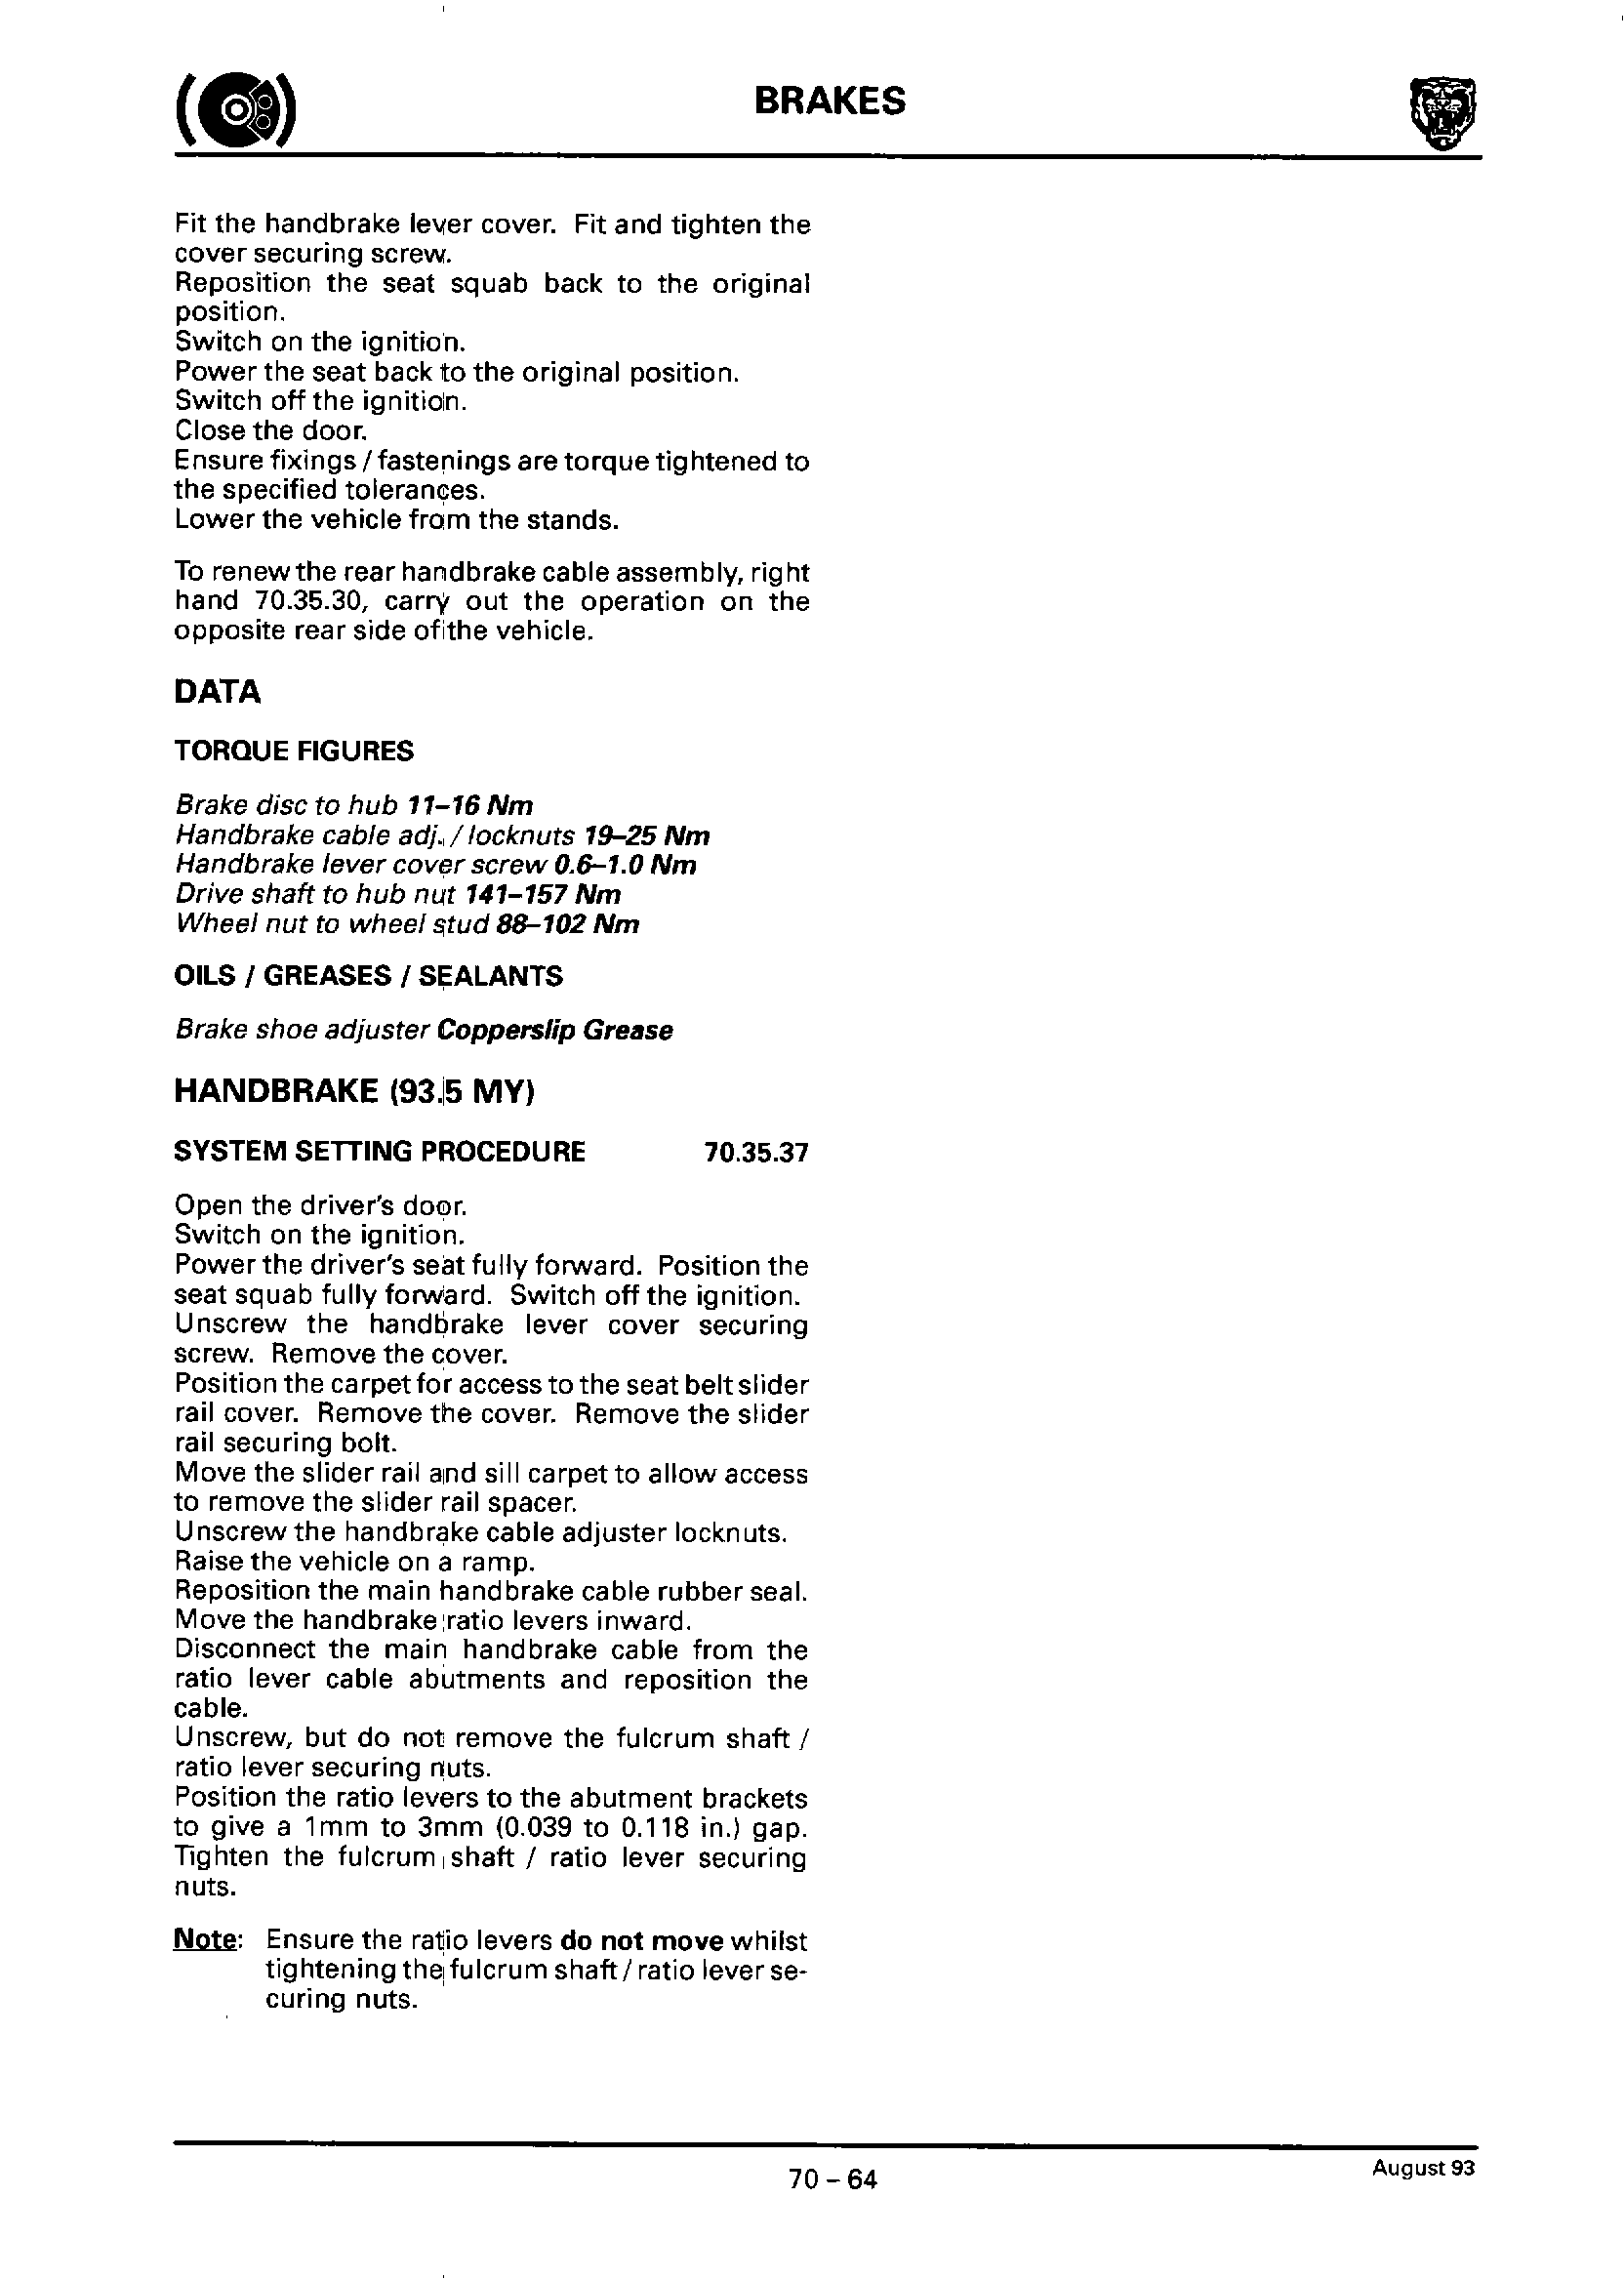 BRAKES
Fit the handbrake lever cover. Fit and tighten the
cover securing screw.
Reposition the seat squab back to the original
position.
Switch on the ignition.
Power the seat back to the original position.
Switch off the ignition.
Close the door.
Ensure fixings / fastenings are torque tightened to
the specified tolerances.
Lower the vehicle from the stands.
To renew the rear handbrake cable assembly, right
hand 70.35.30, carry out the operation on the
opposite rear side of the vehicle.
DATA
TORQUE FIGURES
Brake disc to hub 11–16 Nm
Handbrake cable adj. / locknuts 19–25 Nm
Handbrake lever cover screw 0.6–1.0 Nm
Drive shaft to hub nut 141–157 Nm
Wheel nut to wheel stud 88–102 Nm
OILS / GREASES / SEALANTS
Brake shoe adjuster Copperslip Grease
HANDBRAKE (93.5 MY)
SYSTEM SETTING PROCEDURE 70.35.37
Open the driver's door.
Switch on the ignition.
Power the driver's seat fully forward. Position the
seat squab fully forward. Switch off the ignition.
Unscrew the handbrake lever cover securing
screw. Remove the cover.
Position the carpet for access to the seat belt slider
rail cover. Remove the cover. Remove the slider
rail securing bolt.
Move the slider rail and sill carpet to allow access
to remove the slider rail spacer.
Unscrew the handbrake cable adjuster locknuts.
Raise the vehicle on a ramp.
Reposition the main handbrake cable rubber seal.
Move the handbrake ratio levers inward.
Disconnect the main handbrake cable from the
ratio lever cable abutments and reposition the
cable.
Unscrew, but do not remove the fulcrum shaft /
ratio lever securing nuts.
Position the ratio levers to the abutment brackets
to give a 1mm to 3mm (0.039 to 0.118 in.) gap.
Tighten the fulcrum shaft / ratio lever securing
nuts.
Note: Ensure the ratio levers do not move whilst
tightening the fulcrum shaft / ratio lever se-
curing nuts.
70 – 64
August 93